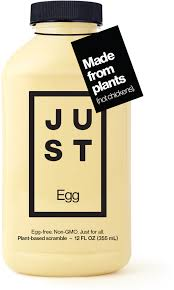 Made
from
plants
(not chickens).
JU
ST
Egg
Egg-free. Non-GMO. Just for all.
Plant-based scramble – 12 FL OZ (355 mL)